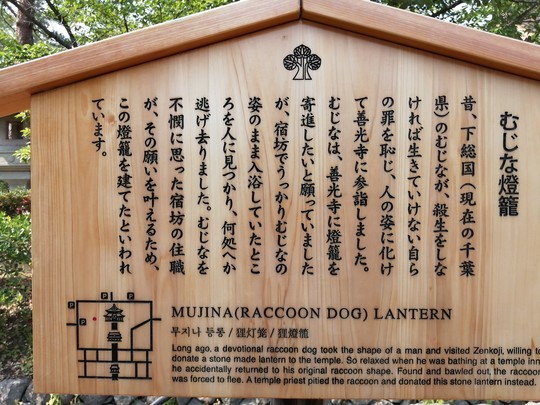 むじな燈籠
昔、下総国（現在の千葉
県）のむじなが、殺生をしな
ければ生きていけない自ら
の罪を恥じ、人の姿に化け
て善光寺に参詣しました。
むじなは、善光寺に燈籠を
寄進したいと願っていました
が、宿坊でうっかりむじなの
姿のまま入浴していたとこ
ろを人に見つかり、何処へか
逃げ去りました。むじなを
不憫に思った宿坊の住職
が、その願いを叶えるため、
この燈籠を建てたといわれ
ています。
MUJINA(RACCOON DOG) LANTERN
무지나 등롱 / 狸灯笼 / 狸燈籠
Long ago, a devotional raccoon dog took the shape of a man and visited Zenkoji, willing to
donate a stone made lantern to the temple. So relaxed when he was bathing at a temple inn
he accidentally returned to his original raccoon shape. Found and bawled out, the raccoon
was forced to flee. A temple priest pitied the raccoon and donated this stone lantern instead.
P
P
P
P